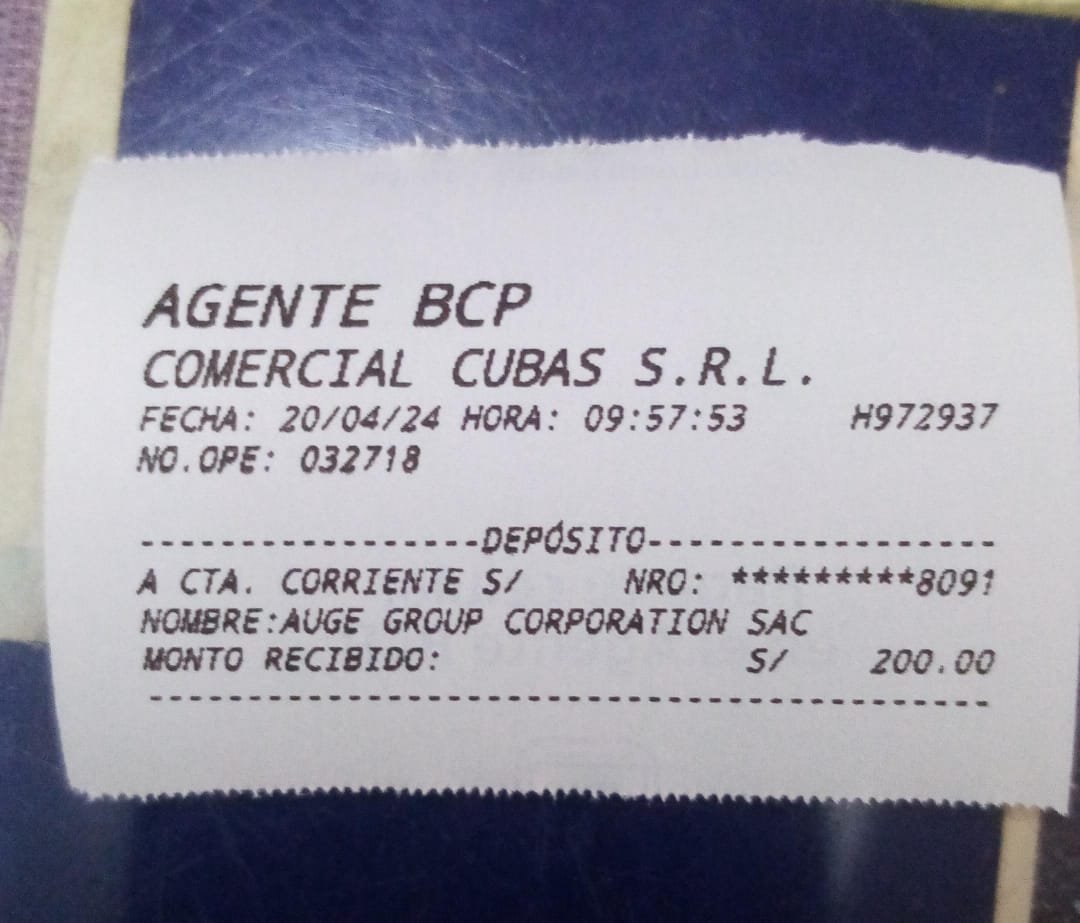 AGENTE BCP
COMERCIAL CUBAS S.R.L.
FECHA: 20/04/24 HORA: 09:57:53 H972937
NO.OPE: 032718
-----------------DEPÓSITO-----------------
A CTA. CORRIENTE S/ NRO: *********8091
NOMBRE:AUGE GROUP CORPORATION SAC
MONTO RECIBIDO: S/ 200.00
------------------------------------------